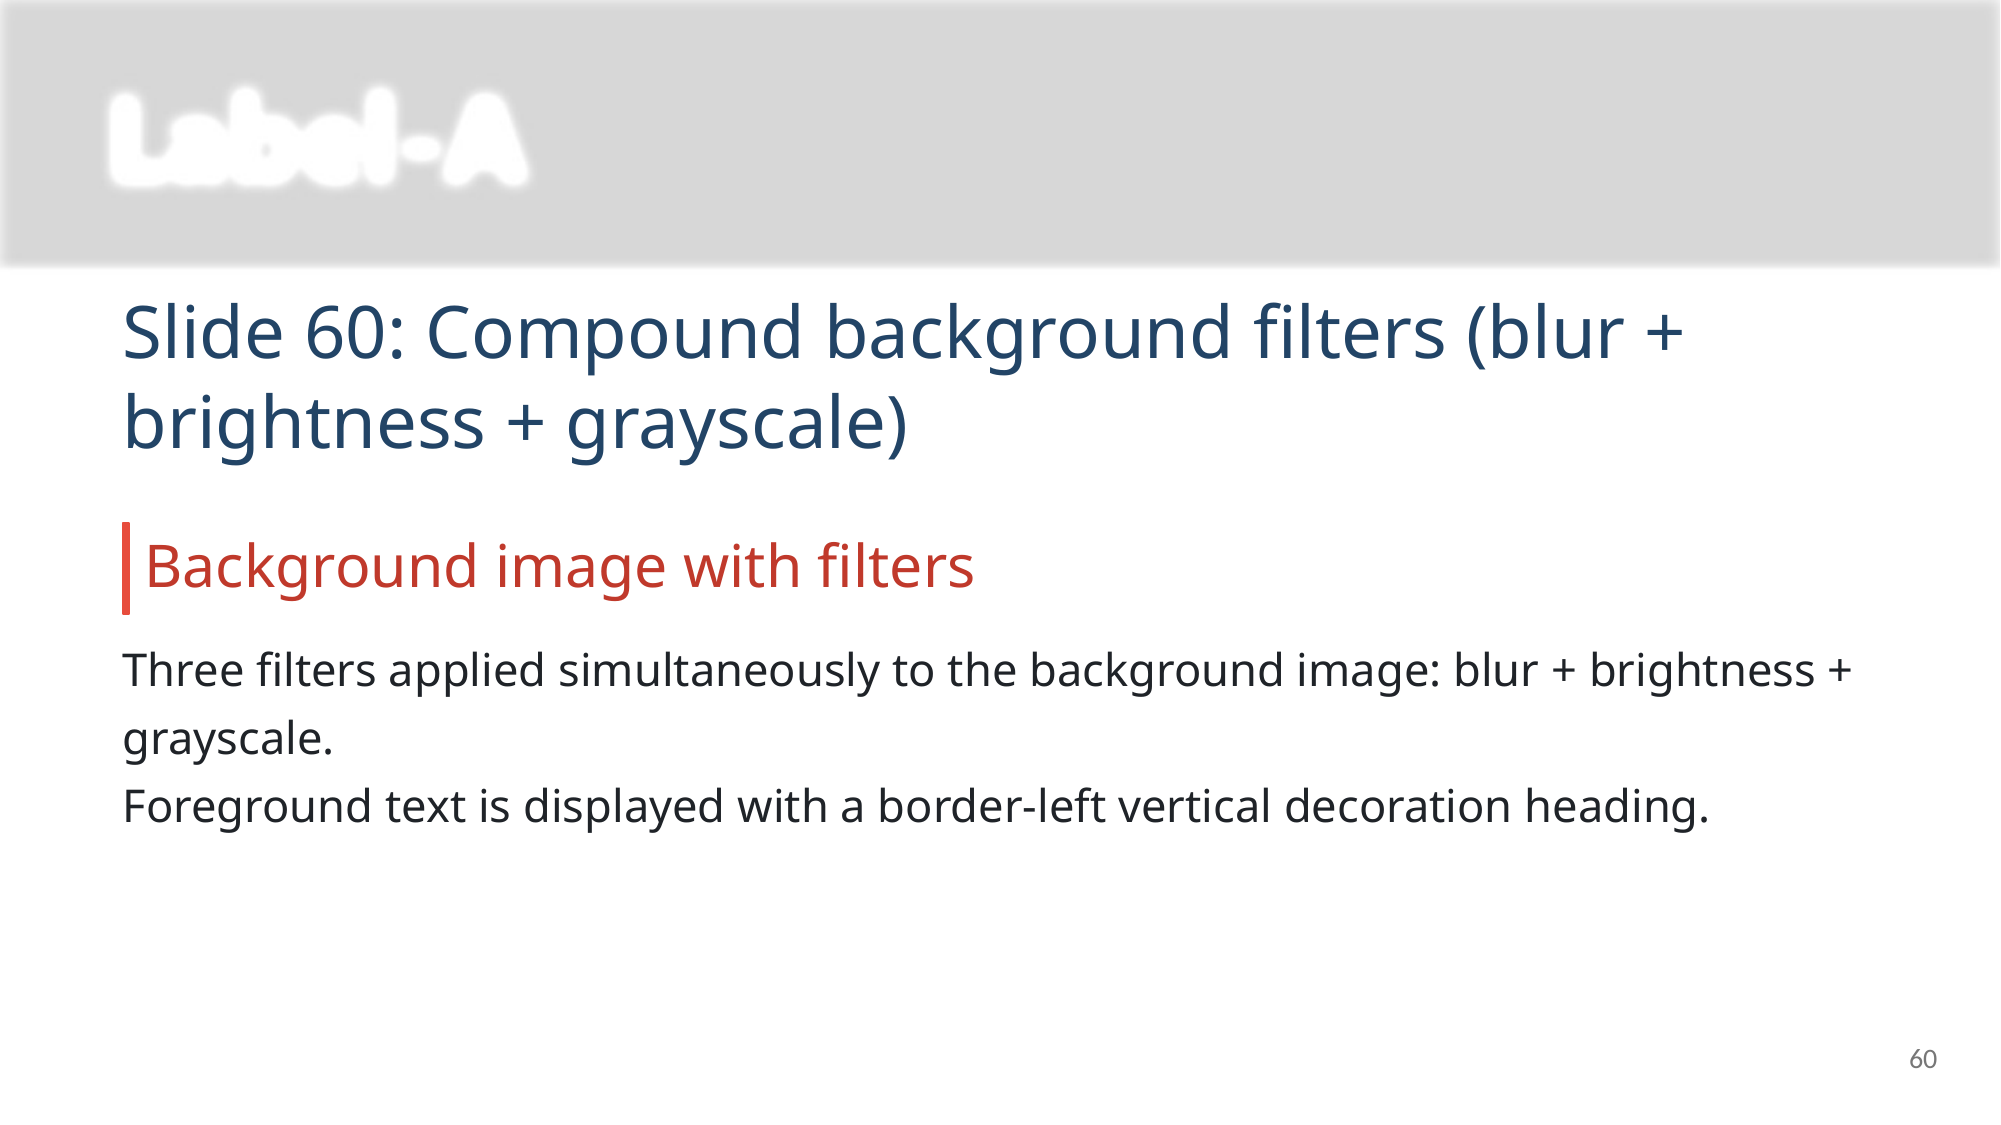 Label-A
Slide 60: Compound background filters (blur +
brightness + grayscale)
Background image with filters
Three filters applied simultaneously to the background image: blur + brightness +
grayscale.
Foreground text is displayed with a border-left vertical decoration heading.
60